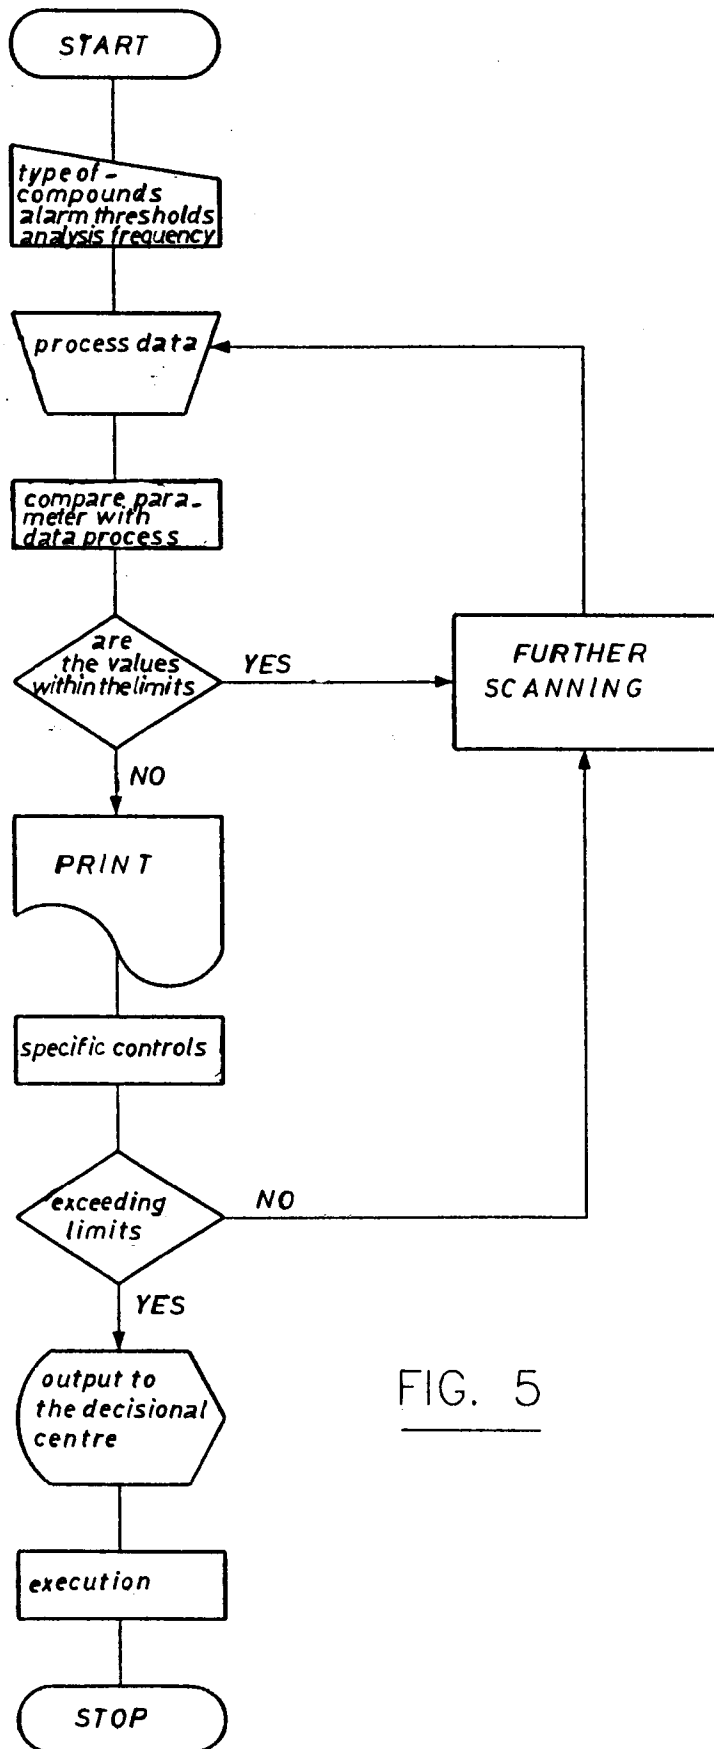 START
type of-
compounds
alarm thresholds
analysis frequency
process data
compare para-
meter with
data process
are
the values
within the limits
YES
FURTHER
SCANNING
NO
PRINT
specific controls
exceeding
limits
NO
YES
output to
the decisional
centre
FIG. 5
execution
STOP